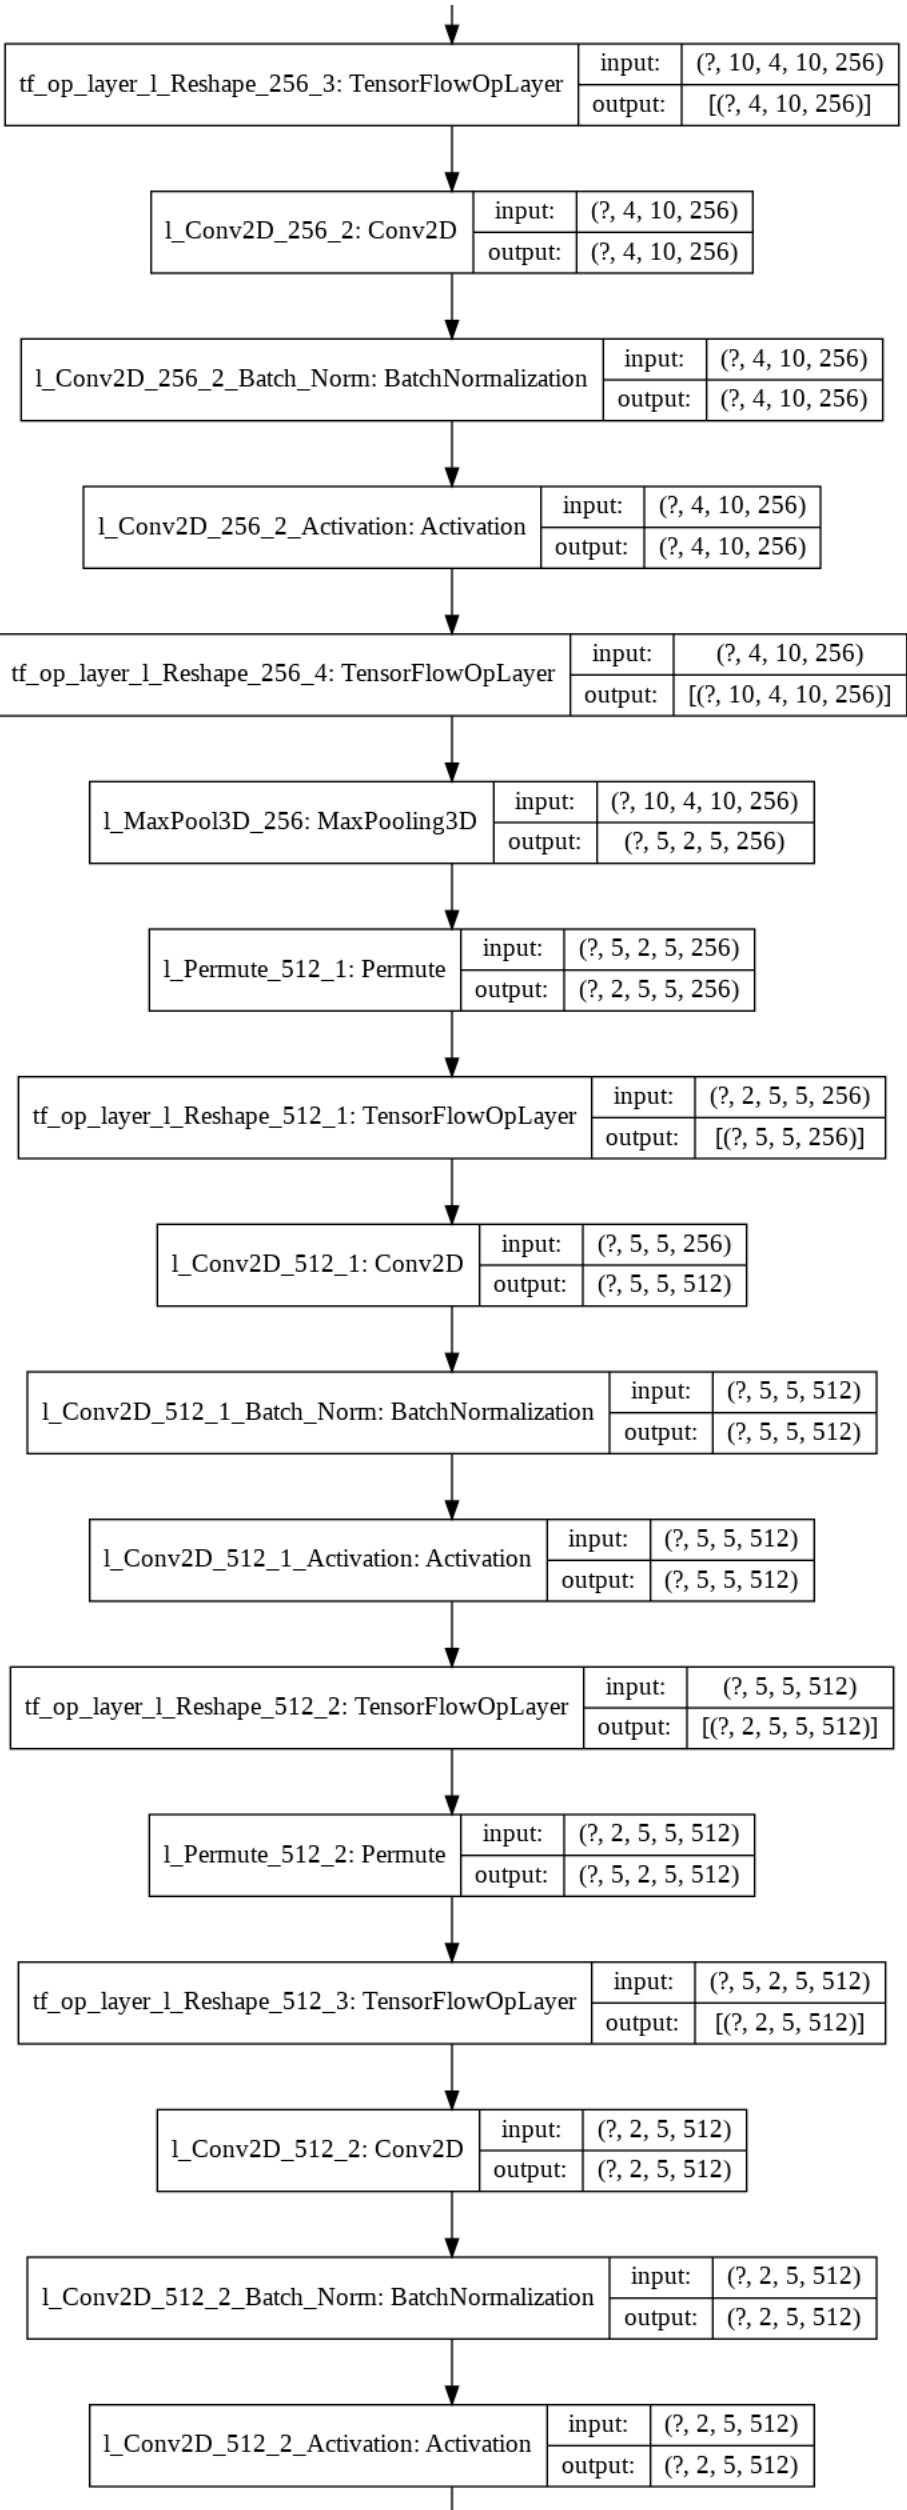 tf_op_layer_l_Reshape_256_3: TensorFlowOpLayer input: (?, 10, 4, 10, 256)
output: [(?, 4, 10, 256)]
l_Conv2D_256_2: Conv2D input: (?, 4, 10, 256)
output: (?, 4, 10, 256)
l_Conv2D_256_2_Batch_Norm: BatchNormalization input: (?, 4, 10, 256)
output: (?, 4, 10, 256)
l_Conv2D_256_2_Activation: Activation input: (?, 4, 10, 256)
output: (?, 4, 10, 256)
tf_op_layer_l_Reshape_256_4: TensorFlowOpLayer input: (?, 4, 10, 256)
output: [(?, 10, 4, 10, 256)]
l_MaxPool3D_256: MaxPooling3D input: (?, 10, 4, 10, 256)
output: (?, 5, 2, 5, 256)
l_Permute_512_1: Permute input: (?, 5, 2, 5, 256)
output: (?, 2, 5, 5, 256)
tf_op_layer_l_Reshape_512_1: TensorFlowOpLayer input: (?, 2, 5, 5, 256)
output: [(?, 5, 5, 256)]
l_Conv2D_512_1: Conv2D input: (?, 5, 5, 256)
output: (?, 5, 5, 512)
l_Conv2D_512_1_Batch_Norm: BatchNormalization input: (?, 5, 5, 512)
output: (?, 5, 5, 512)
l_Conv2D_512_1_Activation: Activation input: (?, 5, 5, 512)
output: (?, 5, 5, 512)
tf_op_layer_l_Reshape_512_2: TensorFlowOpLayer input: (?, 5, 5, 512)
output: [(?, 2, 5, 5, 512)]
l_Permute_512_2: Permute input: (?, 2, 5, 5, 512)
output: (?, 5, 2, 5, 512)
tf_op_layer_l_Reshape_512_3: TensorFlowOpLayer input: (?, 5, 2, 5, 512)
output: [(?, 2, 5, 512)]
l_Conv2D_512_2: Conv2D input: (?, 2, 5, 512)
output: (?, 2, 5, 512)
l_Conv2D_512_2_Batch_Norm: BatchNormalization input: (?, 2, 5, 512)
output: (?, 2, 5, 512)
l_Conv2D_512_2_Activation: Activation input: (?, 2, 5, 512)
output: (?, 2, 5, 512)